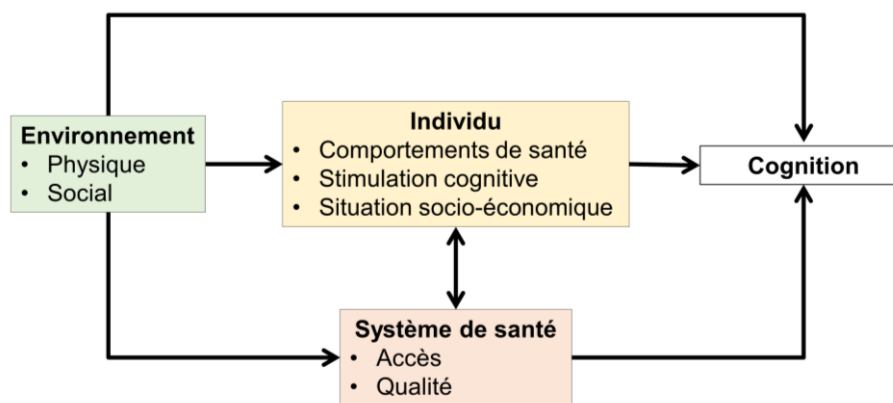 Environnement
• Physique
• Social
Individu
• Comportements de santé
• Stimulation cognitive
• Situation socio-économique
Cognition
Système de santé
• Accès
• Qualité